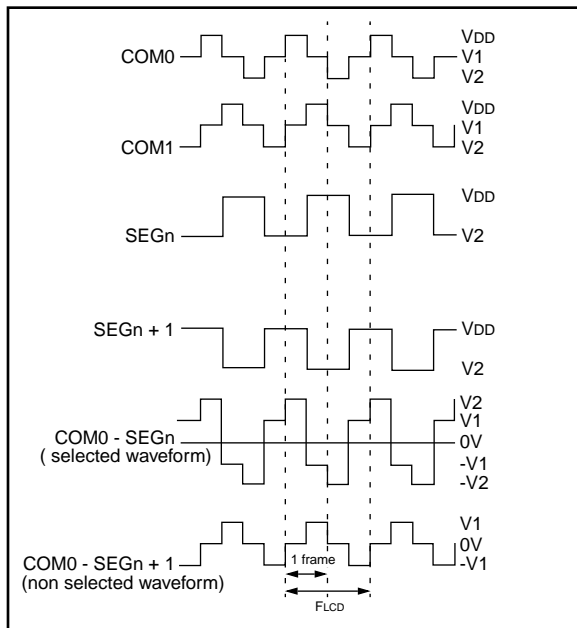 COM0
VDD
V1
V2
COM1
VDD
V1
V2
SEGn
VDD
V2
SEGn + 1
VDD
V2
COM0 - SEGn
( selected waveform)
V2
V1
0V
-V1
-V2
COM0 - SEGn + 1
(non selected waveform)
V1
0V
-V1
1 frame
FLCD